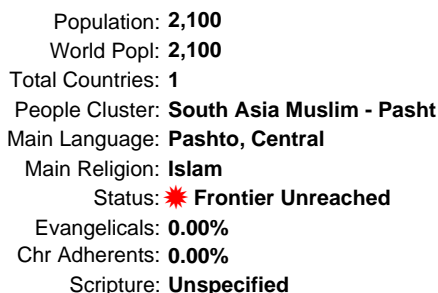 Population: 2,100
World Popl: 2,100
Total Countries: 1
People Cluster: South Asia Muslim - Pasht
Main Language: Pashto, Central
Main Religion: Islam
Status: Frontier Unreached
Evangelicals: 0.00%
Chr Adherents: 0.00%
Scripture: Unspecified